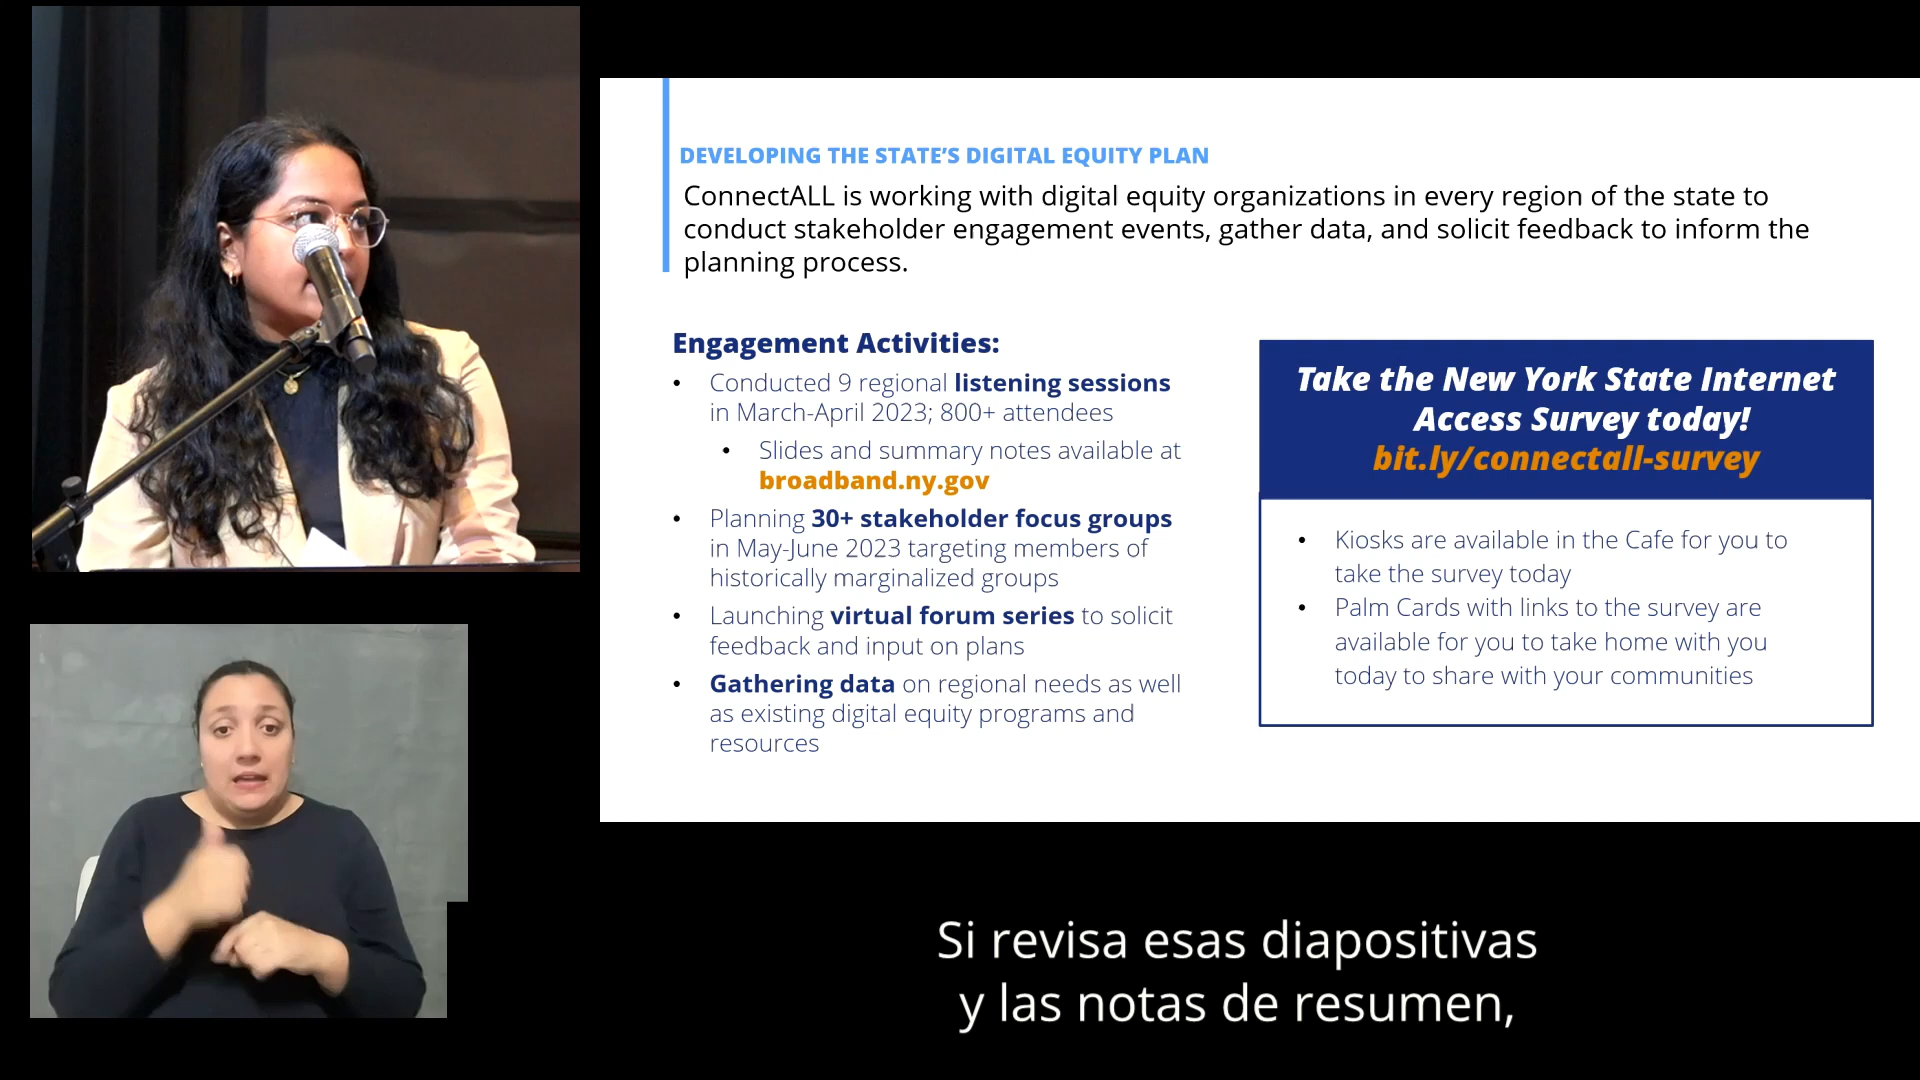 DEVELOPING THE STATE’S DIGITAL EQUITY PLAN
ConnectALL is working with digital equity organizations in every region of the state to
conduct stakeholder engagement events, gather data, and solicit feedback to inform the
planning process.
Engagement Activities:
• Conducted 9 regional listening sessions
in March-April 2023; 800+ attendees
• Slides and summary notes available at
broadband.ny.gov
• Planning 30+ stakeholder focus groups
in May-June 2023 targeting members of
historically marginalized groups
• Launching virtual forum series to solicit
feedback and input on plans
• Gathering data on regional needs as well
as existing digital equity programs and
resources
Take the New York State Internet
Access Survey today!
bit.ly/connectall-survey
• Kiosks are available in the Cafe for you to
take the survey today
• Palm Cards with links to the survey are
available for you to take home with you
today to share with your communities
Si revisa esas diapositivas
y las notas de resumen,